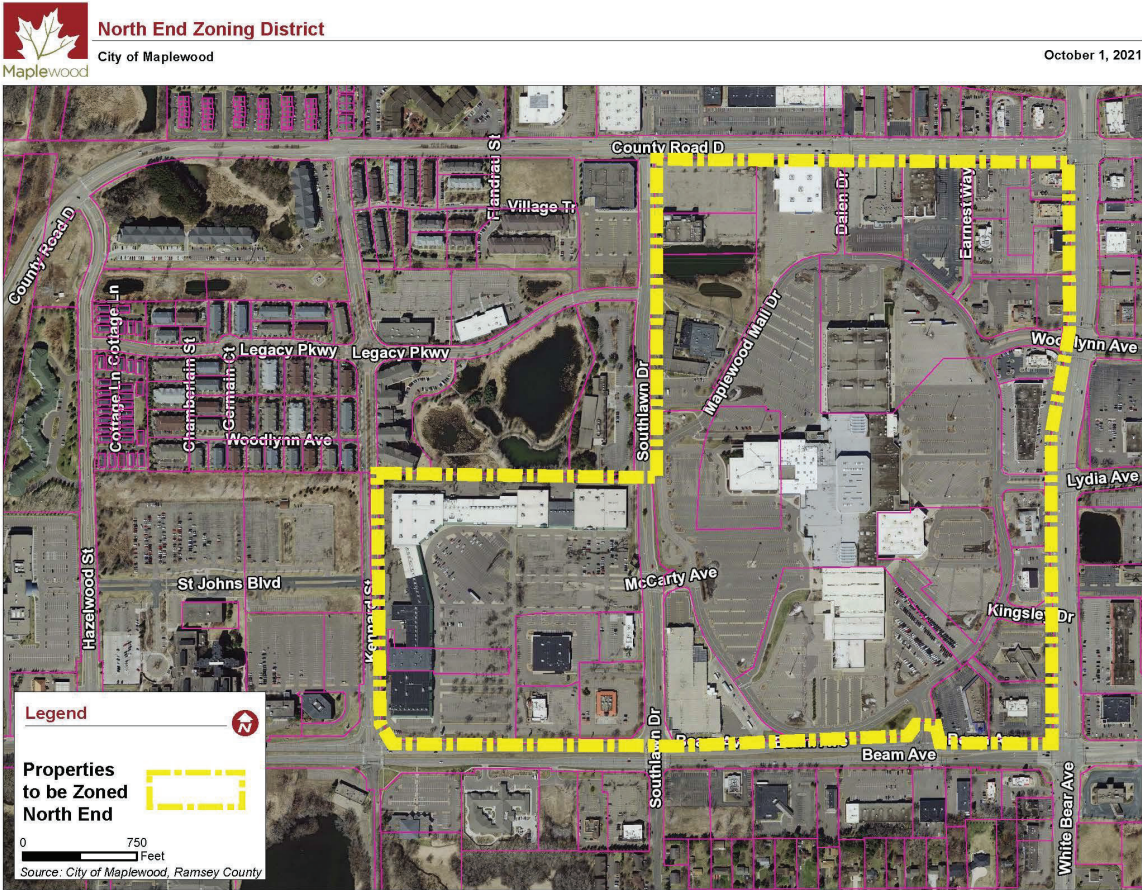 Maplewood
North End Zoning District
City of Maplewood
October 1, 2021
County Road D
Flandrau St
Village Tr
Dalen Dr
Earnest Way
County Road D
Cottage Ln
Cottage Ln
Chamberlain St
Germain Ct
Legacy Pkwy
Legacy Pkwy
Woodlynn Ave
Southlawn Dr
Maplewood Mall Dr
Woodlynn Ave
Lydia Ave
Hazelwood St
St Johns Blvd
Kennard St
McCarty Ave
Kingsley Dr
Southlawn Dr
Beam Ave
White Bear Ave
Legend
Properties
to be Zoned
North End
0 750
Feet
Source: City of Maplewood, Ramsey County